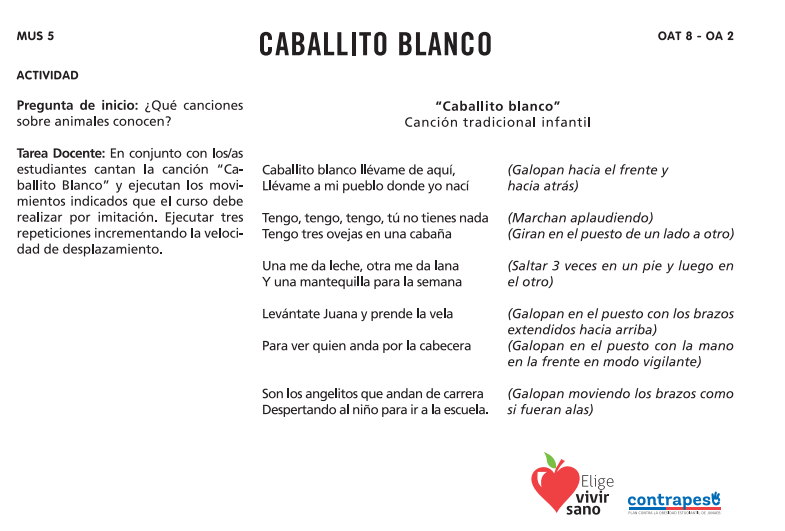 MUS 5
CABALLITO BLANCO
OAT 8 - OA 2
ACTIVIDAD
Pregunta de inicio: ¿Qué canciones
sobre animales conocen?
Tarea Docente: En conjunto con los/as
estudiantes cantan la canción “Ca-
ballito Blanco” y ejecutan los movi-
mientos indicados que el curso debe
realizar por imitación. Ejecutar tres
repeticiones incrementando la veloci-
dad de desplazamiento.
“Caballito blanco”
Canción tradicional infantil
Caballito blanco llévame de aquí,
Llévame a mi pueblo donde yo nací
(Galopan hacia el frente y
hacia atrás)
Tengo, tengo, tengo, tú no tienes nada
(Marchan aplaudiendo)
Tengo tres ovejas en una cabaña
(Giran en el puesto de un lado a otro)
Una me da leche, otra me da lana
Y una mantequilla para la semana
(Saltar 3 veces en un pie y luego en
el otro)
Levántate Juana y prende la vela
(Galopan en el puesto con los brazos
extendidos hacia arriba)
Para ver quien anda por la cabecera
(Galopan en el puesto con la mano
en la frente en modo vigilante)
Son los angelitos que andan de carrera
Despertando al niño para ir a la escuela.
(Galopan moviendo los brazos como
si fueran alas)
Elige
vivir
sano
contrapeso